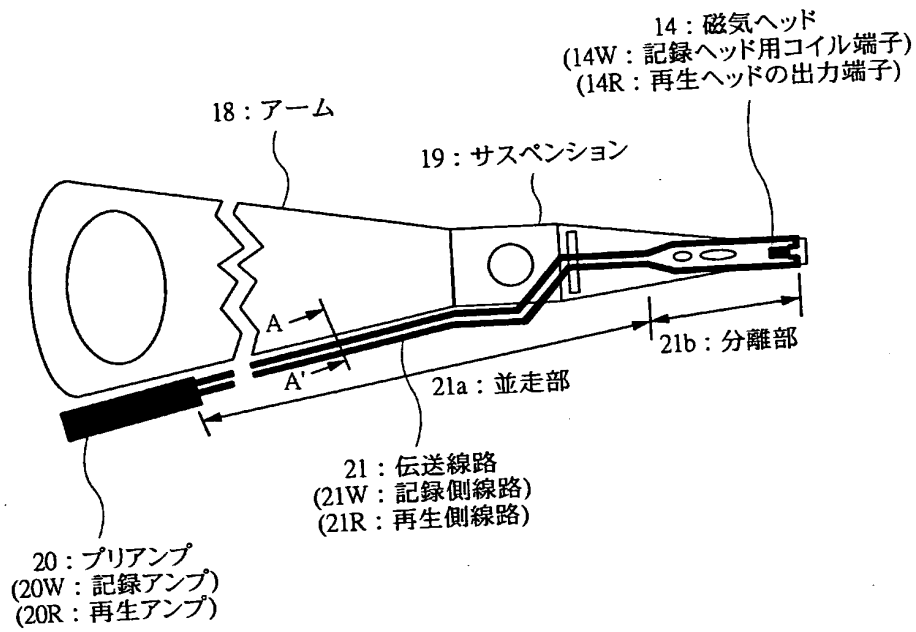 14：磁気ヘッド
(14W：記録ヘッド用コイル端子)
(14R：再生ヘッドの出力端子)
18：アーム
19：サスペンション
A
A'
21b：分離部
21a：並走部
21：伝送線路
(21W：記録側線路)
(21R：再生側線路)
20：プリアンプ
(20W：記録アンプ)
(20R：再生アンプ)